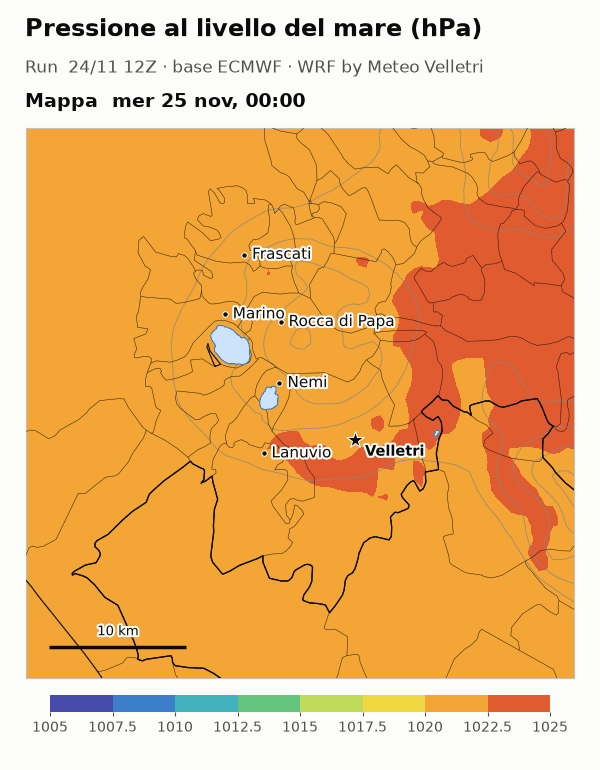 Pressione al livello del mare (hPa)
Run  24/11 12Z · base ECMWF · WRF by Meteo Velletri
Mappa  mer 25 nov, 00:00
Frascati
Marino
Rocca di Papa
Nemi
Velletri
Lanuvio
10 km
1005 1007.5 1010 1012.5 1015 1017.5 1020 1022.5 1025